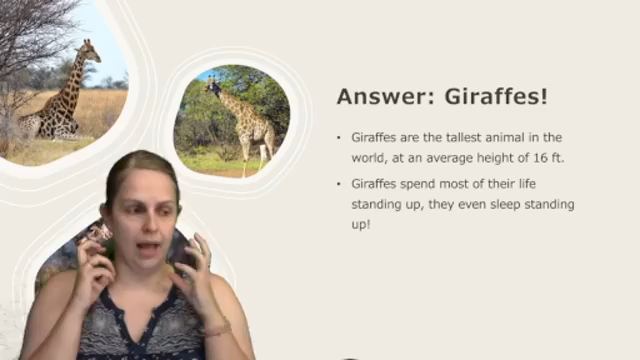 Answer: Giraffes!
• Giraffes are the tallest animal in the
world, at an average height of 16 ft.
• Giraffes spend most of their life
standing up, they even sleep standing
up!